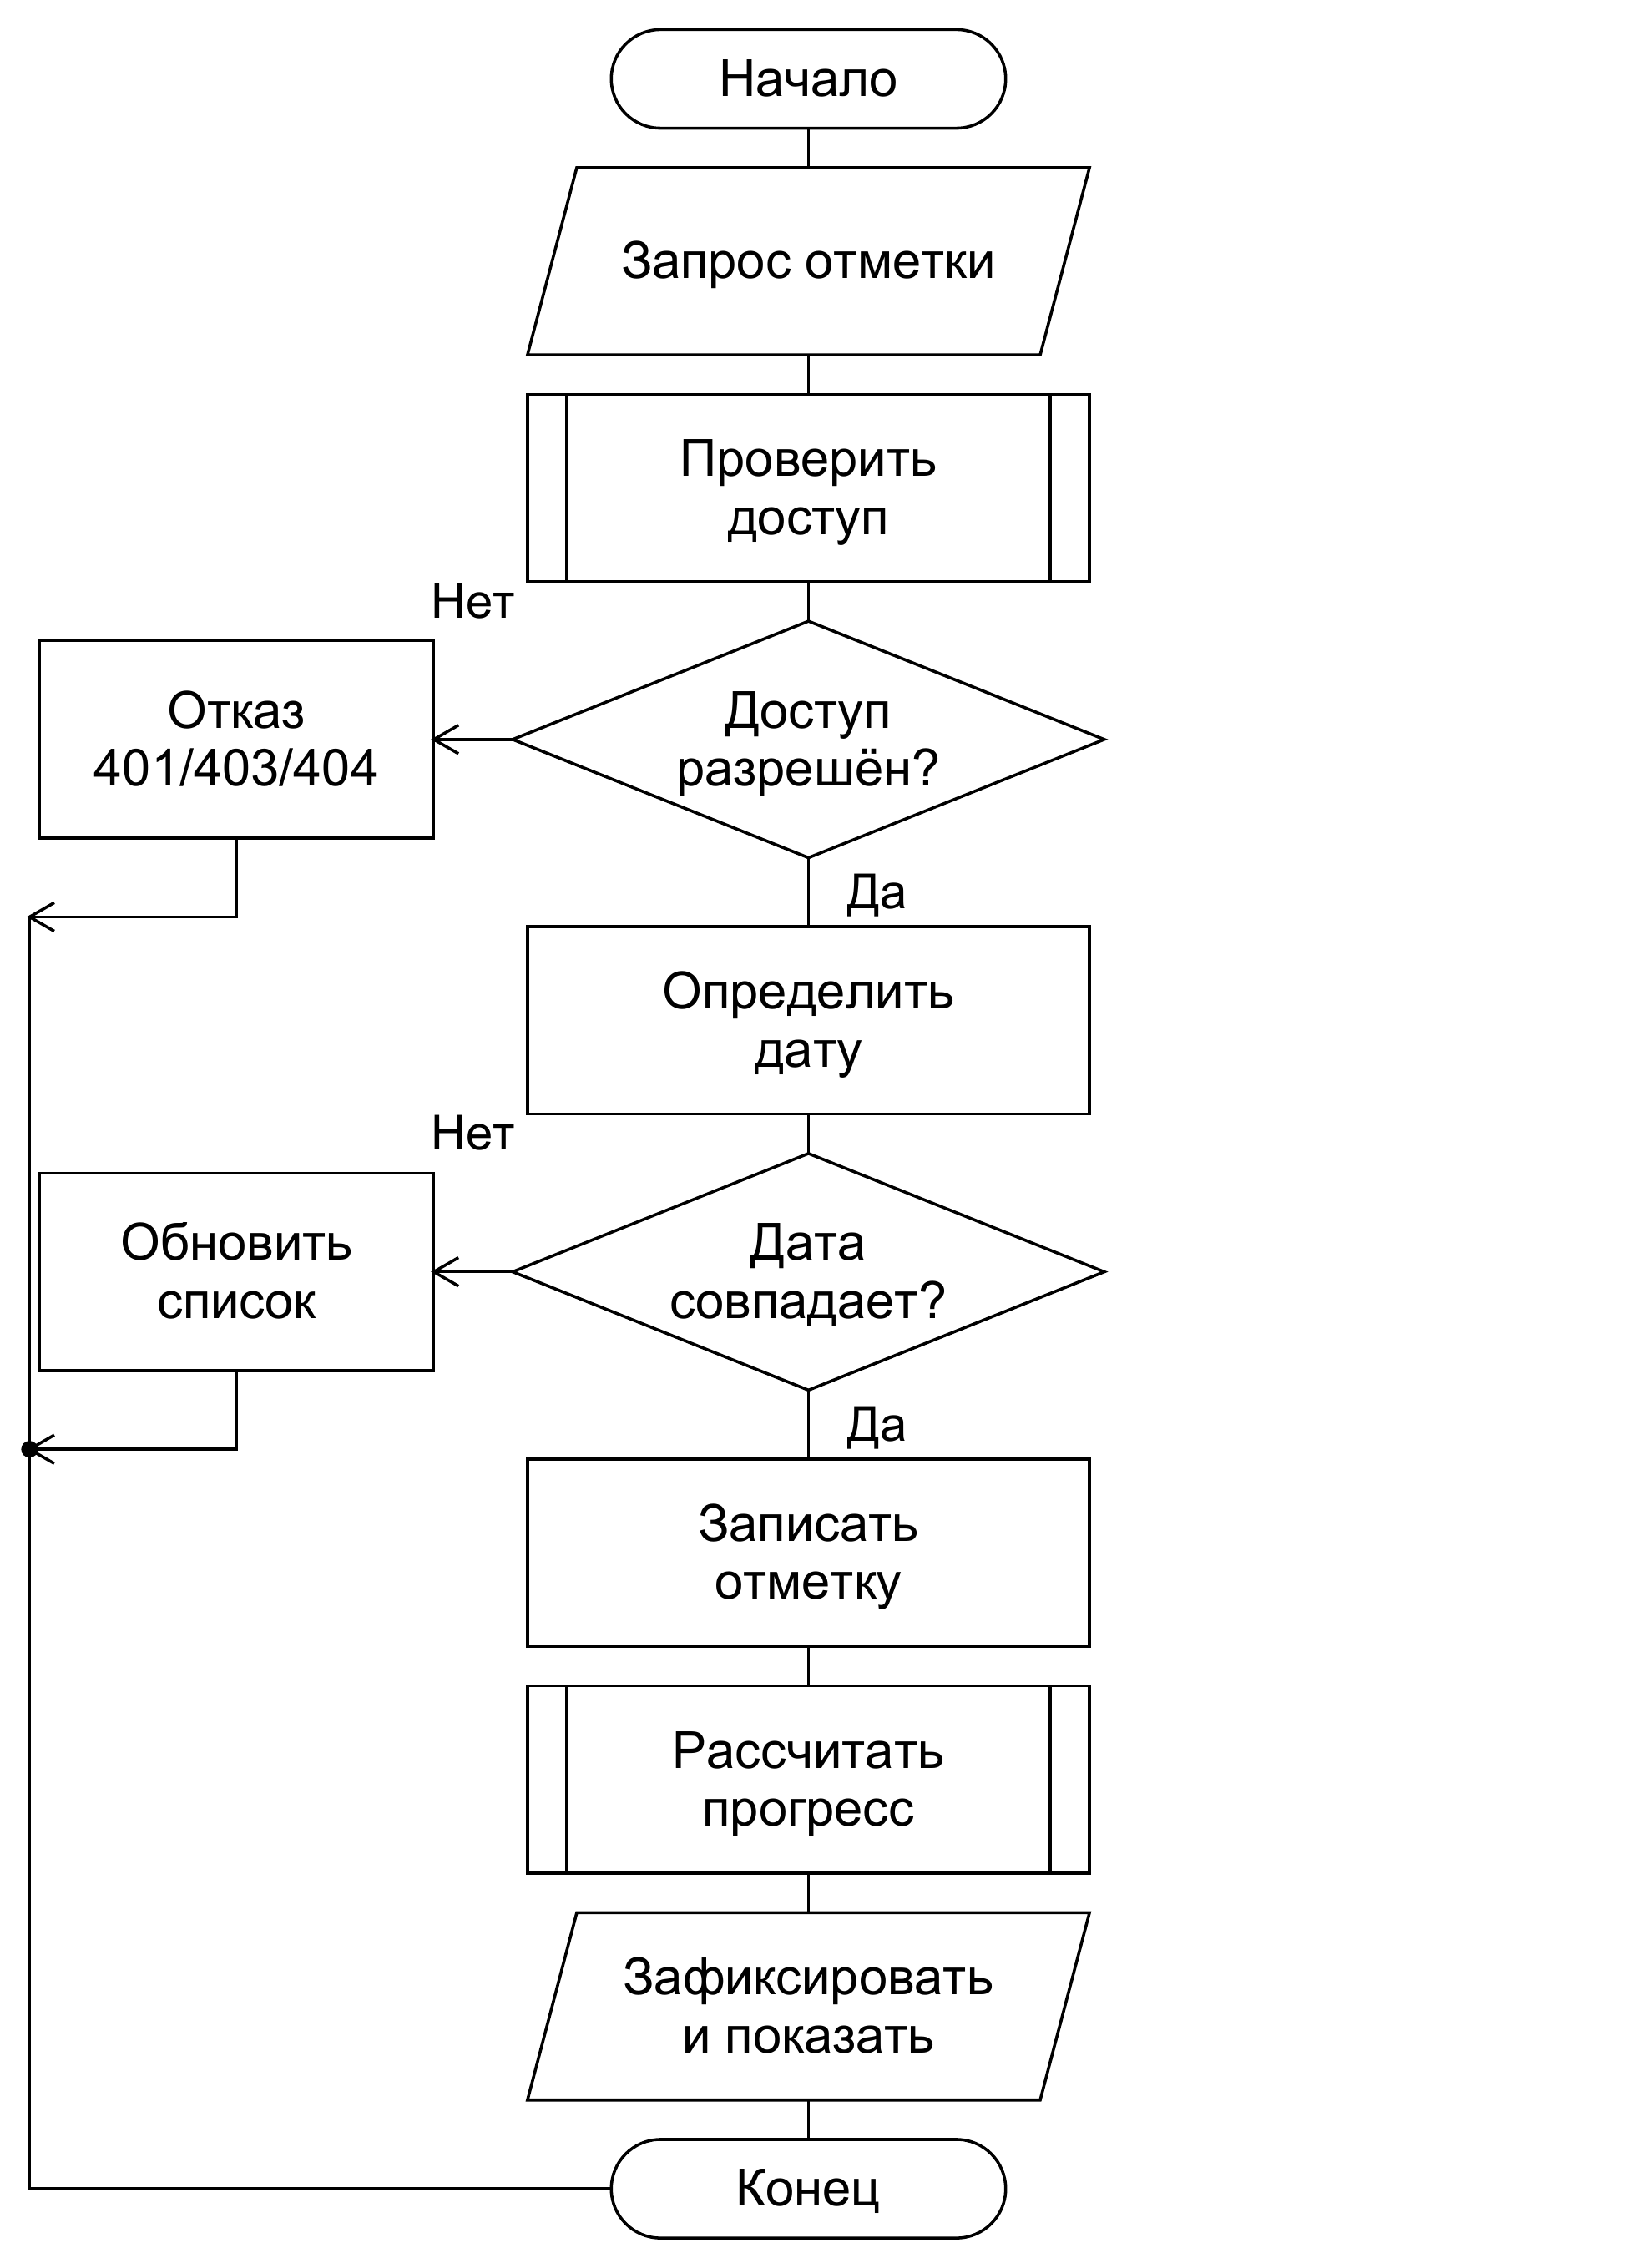 Начало
Запрос отметки
Проверить
доступ
Нет
Отказ
401/403/404
Доступ
разрешён?
Да
Определить
дату
Нет
Обновить
список
Дата
совпадает?
Да
Записать
отметку
Рассчитать
прогресс
Зафиксировать
и показать
Конец